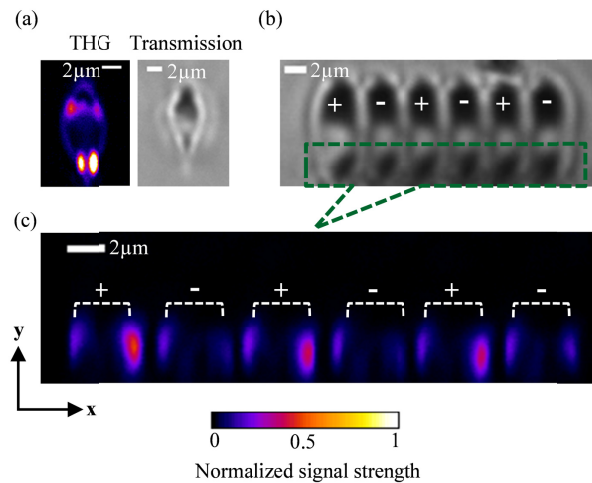 (a)
THG Transmission
2µm
2µm
(b)
2µm
+ - + - + -
(c)
2µm
+ - + - + -
y
x
0 0.5 1
Normalized signal strength